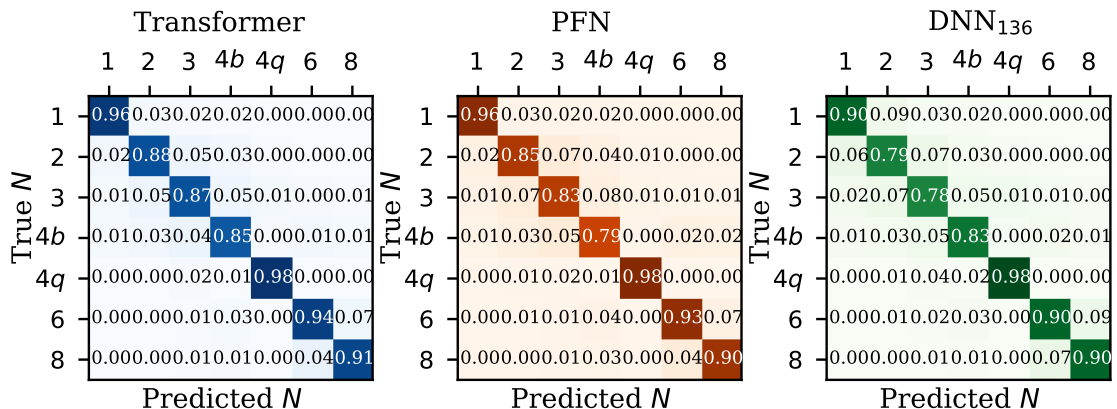 Transformer
1 2 3 4b 4q 6 8
True N
1 0.96 0.03 0.02 0.02 0.00 0.00 0.00
2 0.02 0.88 0.05 0.03 0.00 0.00 0.00
3 0.01 0.05 0.87 0.05 0.01 0.00 0.01
4b 0.01 0.03 0.04 0.85 0.00 0.01 0.01
4q 0.00 0.00 0.02 0.01 0.98 0.00 0.00
6 0.00 0.00 0.01 0.03 0.00 0.94 0.07
8 0.00 0.00 0.01 0.01 0.00 0.04 0.91
Predicted N
PFN
1 2 3 4b 4q 6 8
True N
1 0.96 0.03 0.02 0.02 0.00 0.00 0.00
2 0.02 0.85 0.07 0.04 0.01 0.00 0.00
3 0.01 0.07 0.83 0.08 0.01 0.00 0.01
4b 0.01 0.03 0.05 0.79 0.00 0.02 0.02
4q 0.00 0.01 0.02 0.01 0.98 0.00 0.00
6 0.00 0.01 0.01 0.04 0.00 0.93 0.07
8 0.00 0.00 0.01 0.03 0.00 0.04 0.90
Predicted N
DNN₁₃₆
1 2 3 4b 4q 6 8
True N
1 0.90 0.09 0.03 0.02 0.00 0.00 0.00
2 0.06 0.79 0.07 0.03 0.00 0.00 0.00
3 0.02 0.07 0.78 0.05 0.01 0.01 0.00
4b 0.01 0.03 0.05 0.83 0.00 0.02 0.01
4q 0.00 0.01 0.04 0.02 0.98 0.00 0.00
6 0.00 0.01 0.02 0.03 0.00 0.90 0.09
8 0.00 0.00 0.01 0.01 0.00 0.07 0.90
Predicted N